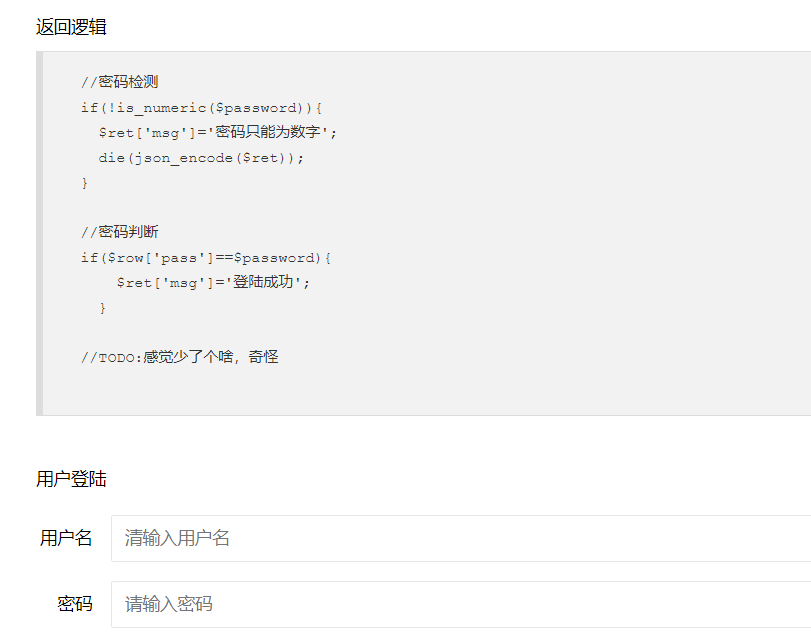 返回逻辑
//密码检测
if(!is_numeric($password)){
$ret['msg']='密码只能为数字';
die(json_encode($ret));
}
//密码判断
if($row['pass']==$password){
$ret['msg']='登陆成功';
}
//TODO:感觉少了个啥，奇怪
用户登陆
用户名
请输入用户名
密码
请输入密码